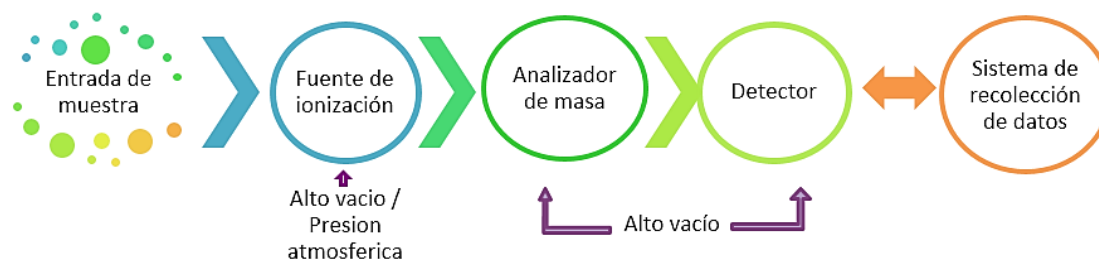 Entrada de
muestra
Fuente de
ionización
Analizador
de masa
Detector
Sistema de
recolección
de datos
Alto vacio /
Presion
atmosferica
Alto vacío